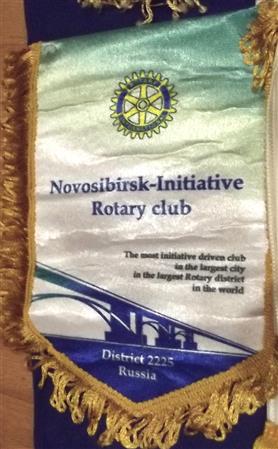 Novosibirsk-Initiative
Rotary club
The most initiative driven club
in the largest city
in the largest Rotary district
in the world
District 2225
Russia